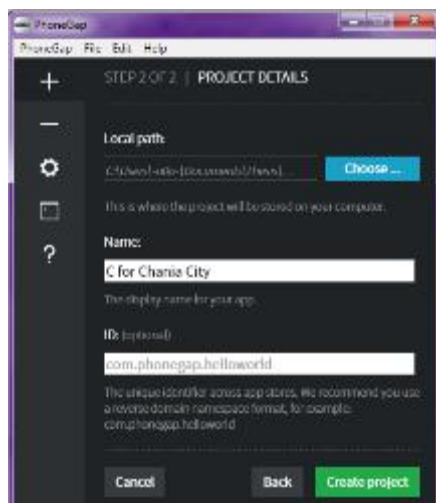 PhoneGap
PhoneGap File Edit Help
STEP 2 OF 2 | PROJECT DETAILS
Local path:
Choose ...
This is where the project will be stored on your computer.
Name:
C for Chania City
The display name for your app.
ID: (optional)
com.phonegap.helloworld
The unique identifier across app stores, We recommend you use
a reverse domain namespace format, for example:
com.phonegap.helloworld
Cancel Back Create project